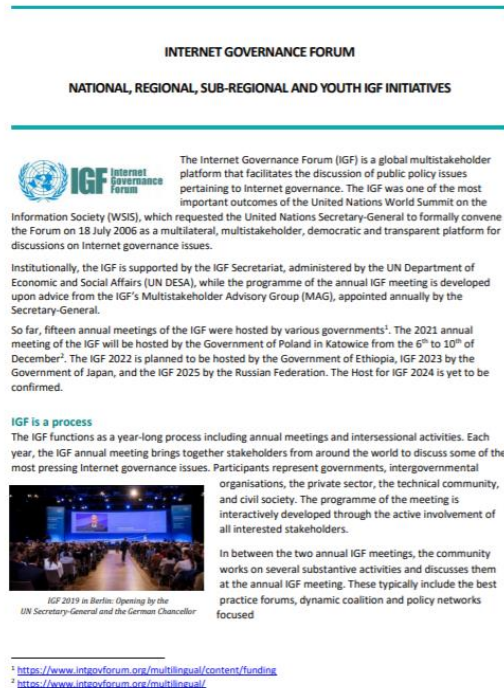 INTERNET GOVERNANCE FORUM
NATIONAL, REGIONAL, SUB-REGIONAL AND YOUTH IGF INITIATIVES
IGF Internet
Governance
Forum
The Internet Governance Forum (IGF) is a global multistakeholder
platform that facilitates the discussion of public policy issues
pertaining to Internet governance. The IGF was one of the most
important outcomes of the United Nations World Summit on the
Information Society (WSIS), which requested the United Nations Secretary-General to formally convene
the Forum on 18 July 2006 as a multilateral, multistakeholder, democratic and transparent platform for
discussions on Internet governance issues.
Institutionally, the IGF is supported by the IGF Secretariat, administered by the UN Department of
Economic and Social Affairs (UN DESA), while the programme of the annual IGF meeting is developed
upon advice from the IGF's Multistakeholder Advisory Group (MAG), appointed annually by the
Secretary-General.
So far, fifteen annual meetings of the IGF were hosted by various governments¹. The 2021 annual
meeting of the IGF will be hosted by the Government of Poland in Katowice from the 6th to 10th of
December². The IGF 2022 is planned to be hosted by the Government of Ethiopia, IGF 2023 by the
Government of Japan, and the IGF 2025 by the Russian Federation. The Host for IGF 2024 is yet to be
confirmed.
IGF is a process
The IGF functions as a year-long process including annual meetings and intersessional activities. Each
year, the IGF annual meeting brings together stakeholders from around the world to discuss some of the
most pressing Internet governance issues. Participants represent governments, intergovernmental
organisations, the private sector, the technical community,
and civil society. The programme of the meeting is
interactively developed through the active involvement of
all interested stakeholders.
In between the two annual IGF meetings, the community
works on several substantive activities and discusses them
at the annual IGF meeting. These typically include the best
practice forums, dynamic coalition and policy networks
focused
IGF 2019 in Berlin: Opening by the
UN Secretary-General and the German Chancellor
¹ https://www.intgovforum.org/multilingual/content/funding
² https://www.intgovforum.org/multilingual/